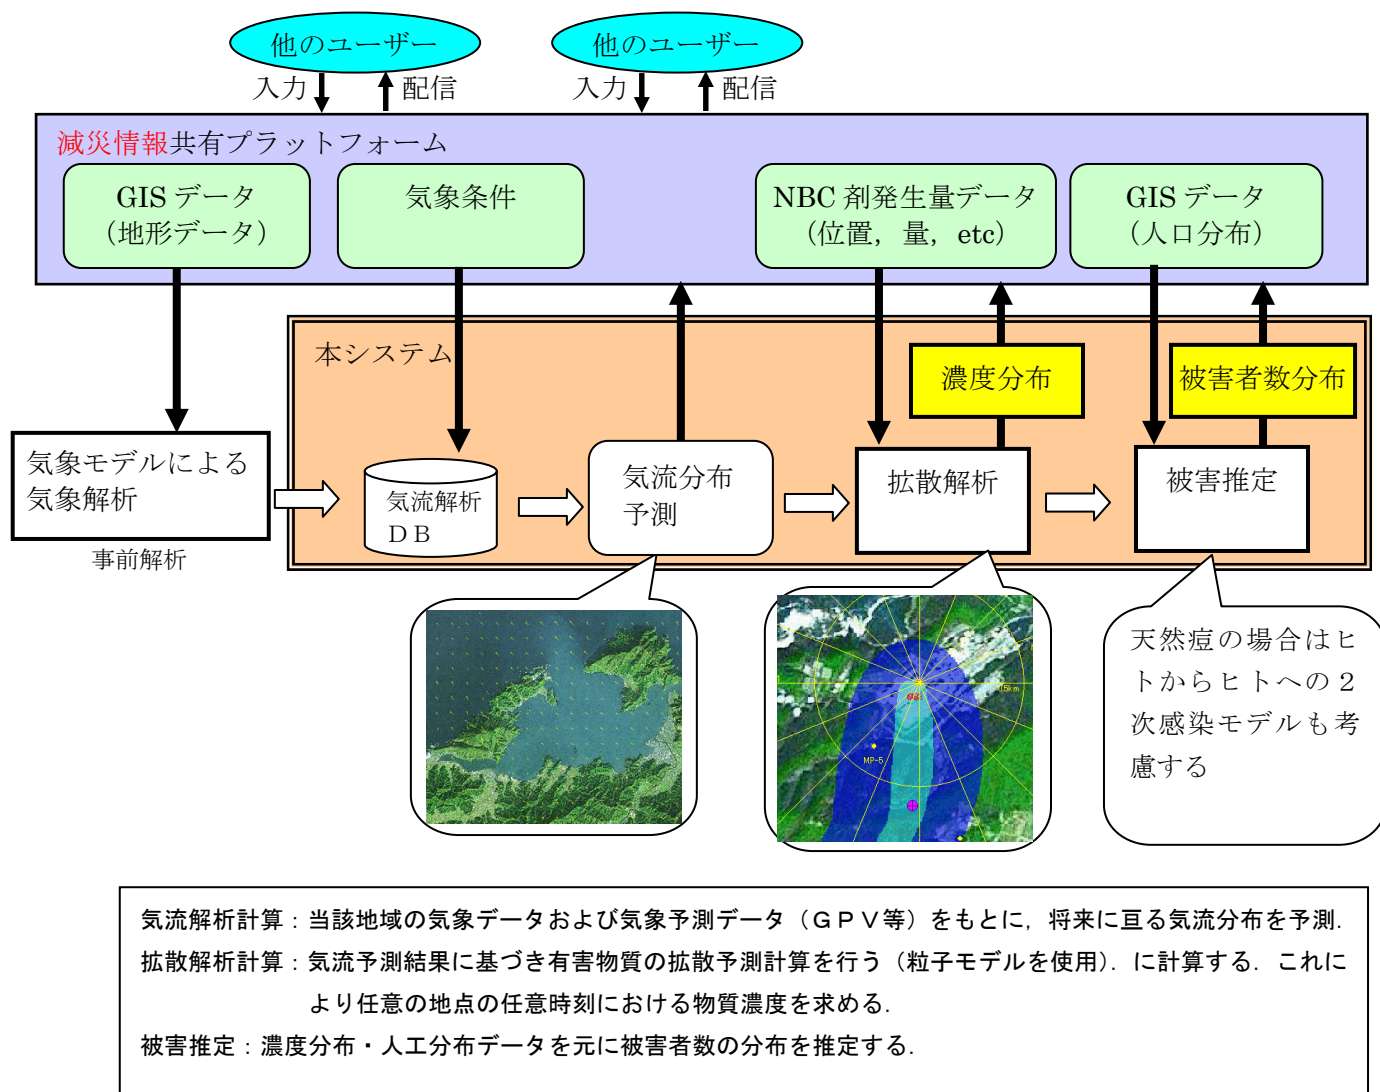 他のユーザー
他のユーザー
入力
配信
入力
配信
減災情報共有プラットフォーム
GIS データ
（地形データ）
気象条件
NBC 剤発生量データ
（位置，量，etc）
GIS データ
（人口分布）
本システム
濃度分布
被害者数分布
気象モデルによる
気象解析
事前解析
気流解析
ＤＢ
気流分布
予測
拡散解析
被害推定
0.5km
MP-5
天然痘の場合はヒ
トからヒトへの２
次感染モデルも考
慮する
気流解析計算：当該地域の気象データおよび気象予測データ（ＧＰＶ等）をもとに，将来に亘る気流分布を予測．
拡散解析計算：気流予測結果に基づき有害物質の拡散予測計算を行う（粒子モデルを使用）．に計算する．これに
より任意の地点の任意時刻における物質濃度を求める．
被害推定：濃度分布・人工分布データを元に被害者数の分布を推定する．